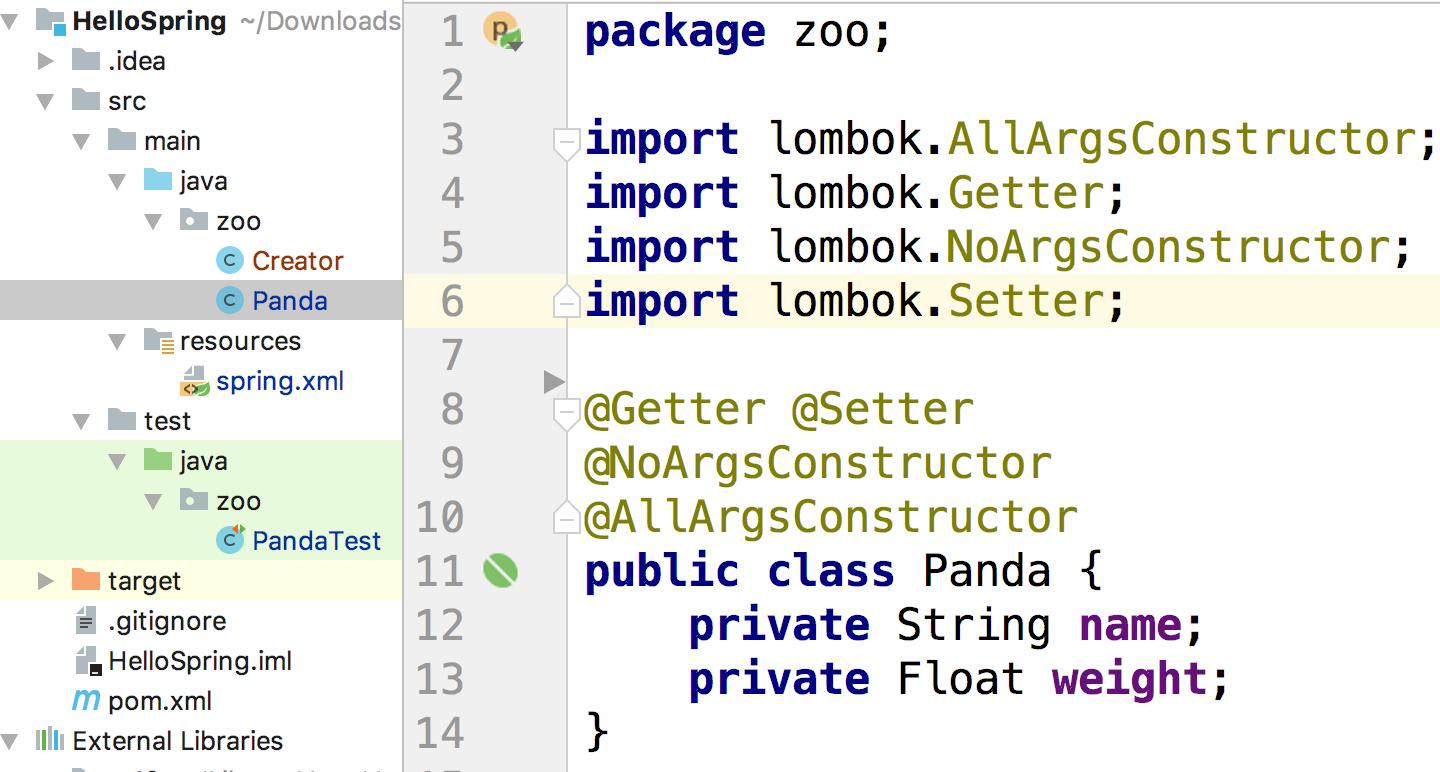 HelloSpring ~/Downloads
.idea
src
main
java
zoo
Creator
Panda
resources
spring.xml
test
java
zoo
PandaTest
target
.gitignore
HelloSpring.iml
pom.xml
External Libraries
1 package zoo;
2
3 import lombok.AllArgsConstructor;
4 import lombok.Getter;
5 import lombok.NoArgsConstructor;
6 import lombok.Setter;
7
8 @Getter @Setter
9 @NoArgsConstructor
10 @AllArgsConstructor
11 public class Panda {
12 private String name;
13 private Float weight;
14 }